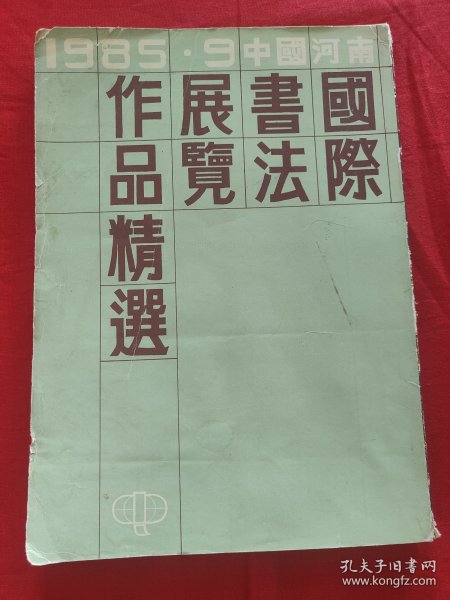 1985·9中國河南
國際
書法
展覽
作品精選
孔夫子旧书网
www.kongfz.com